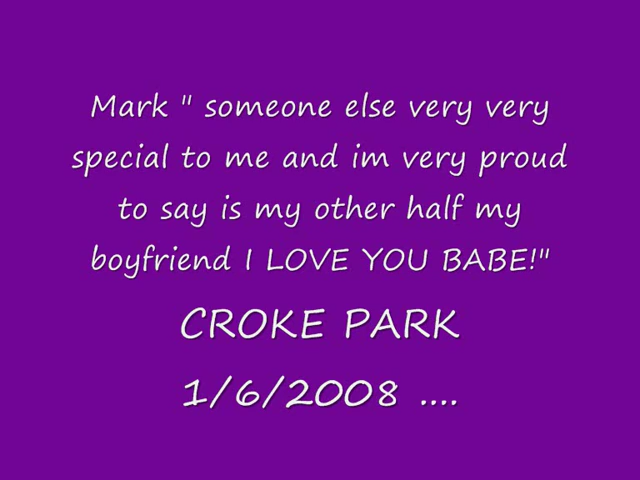 Mark " someone else very very
special to me and im very proud
to say is my other half my
boyfriend I LOVE YOU BABE!"
CROKE PARK
1/6/2008 ....